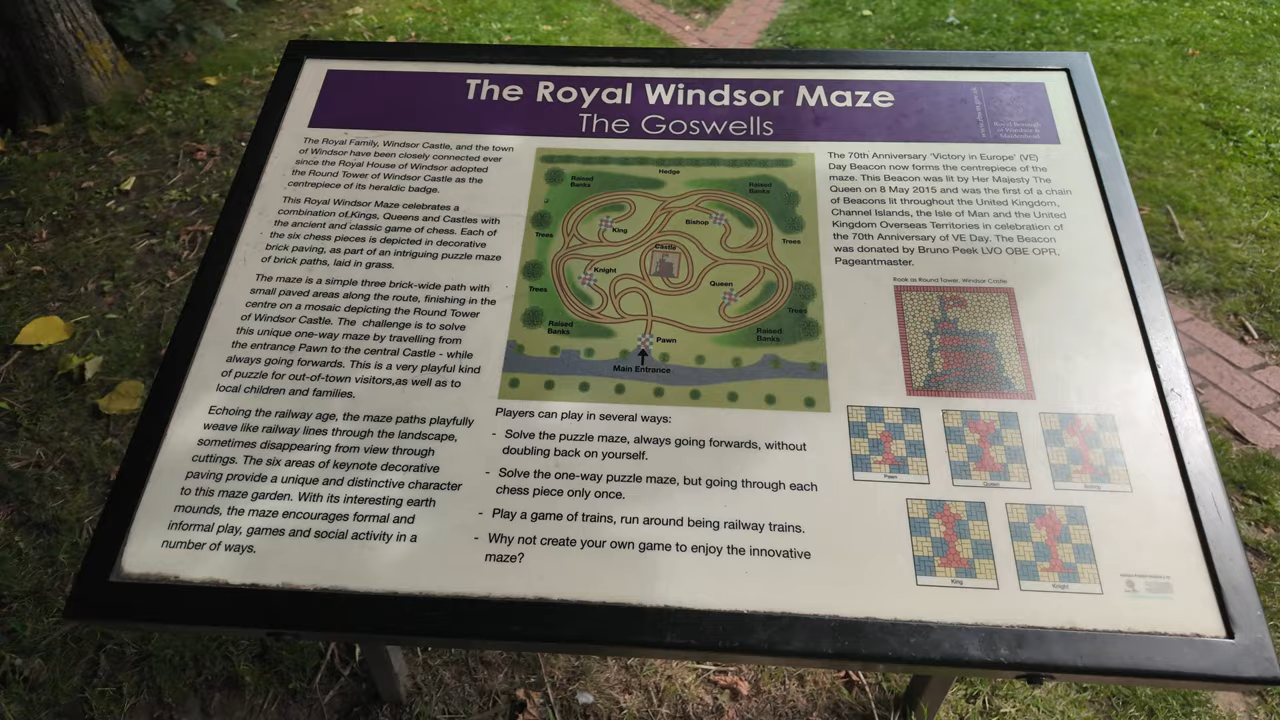 The Royal Windsor Maze
The Goswells
Royal Borough
of Windsor &
Maidenhead
The Royal Family, Windsor Castle, and the town
of Windsor have been closely connected ever
since the Royal House of Windsor adopted
the Round Tower of Windsor Castle as the
centrepiece of its heraldic badge.
This Royal Windsor Maze celebrates a
combination of Kings, Queens and Castles with
the ancient and classic game of chess. Each of
the six chess pieces is depicted in decorative
brick paving, as part of an intriguing puzzle maze
of brick paths, laid in grass.
The maze is a simple three brick-wide path with
small paved areas along the route, finishing in the
centre on a mosaic depicting the Round Tower
of Windsor Castle. The challenge is to solve
this unique one-way maze by travelling from
the entrance Pawn to the central Castle - while
always going forwards. This is a very playful kind
of puzzle for out-of-town visitors,as well as to
local children and families.
Echoing the railway age, the maze paths playfully
weave like railway lines through the landscape,
sometimes disappearing from view through
cuttings. The six areas of keynote decorative
paving provide a unique and distinctive character
to this maze garden. With its interesting earth
mounds, the maze encourages formal and
informal play, games and social activity in a
number of ways.
Hedge
Raised
Banks
Raised
Banks
King
Bishop
Trees
Trees
Castle
Knight
Queen
Trees
Trees
Raised
Banks
Raised
Banks
Pawn
Main Entrance
Players can play in several ways:
- Solve the puzzle maze, always going forwards, without
doubling back on yourself.
- Solve the one-way puzzle maze, but going through each
chess piece only once.
- Play a game of trains, run around being railway trains.
- Why not create your own game to enjoy the innovative
maze?
The 70th Anniversary 'Victory in Europe' (VE)
Day Beacon now forms the centrepiece of the
maze. This Beacon was lit by Her Majesty The
Queen on 8 May 2015 and was the first of a chain
of Beacons lit throughout the United Kingdom,
Channel Islands, the Isle of Man and the United
Kingdom Overseas Territories in celebration of
the 70th Anniversary of VE Day. The Beacon
was donated by Bruno Peek LVO OBE OPR,
Pageantmaster.
Rook as Round Tower, Windsor Castle
Pawn
Queen
Bishop
King
Knight